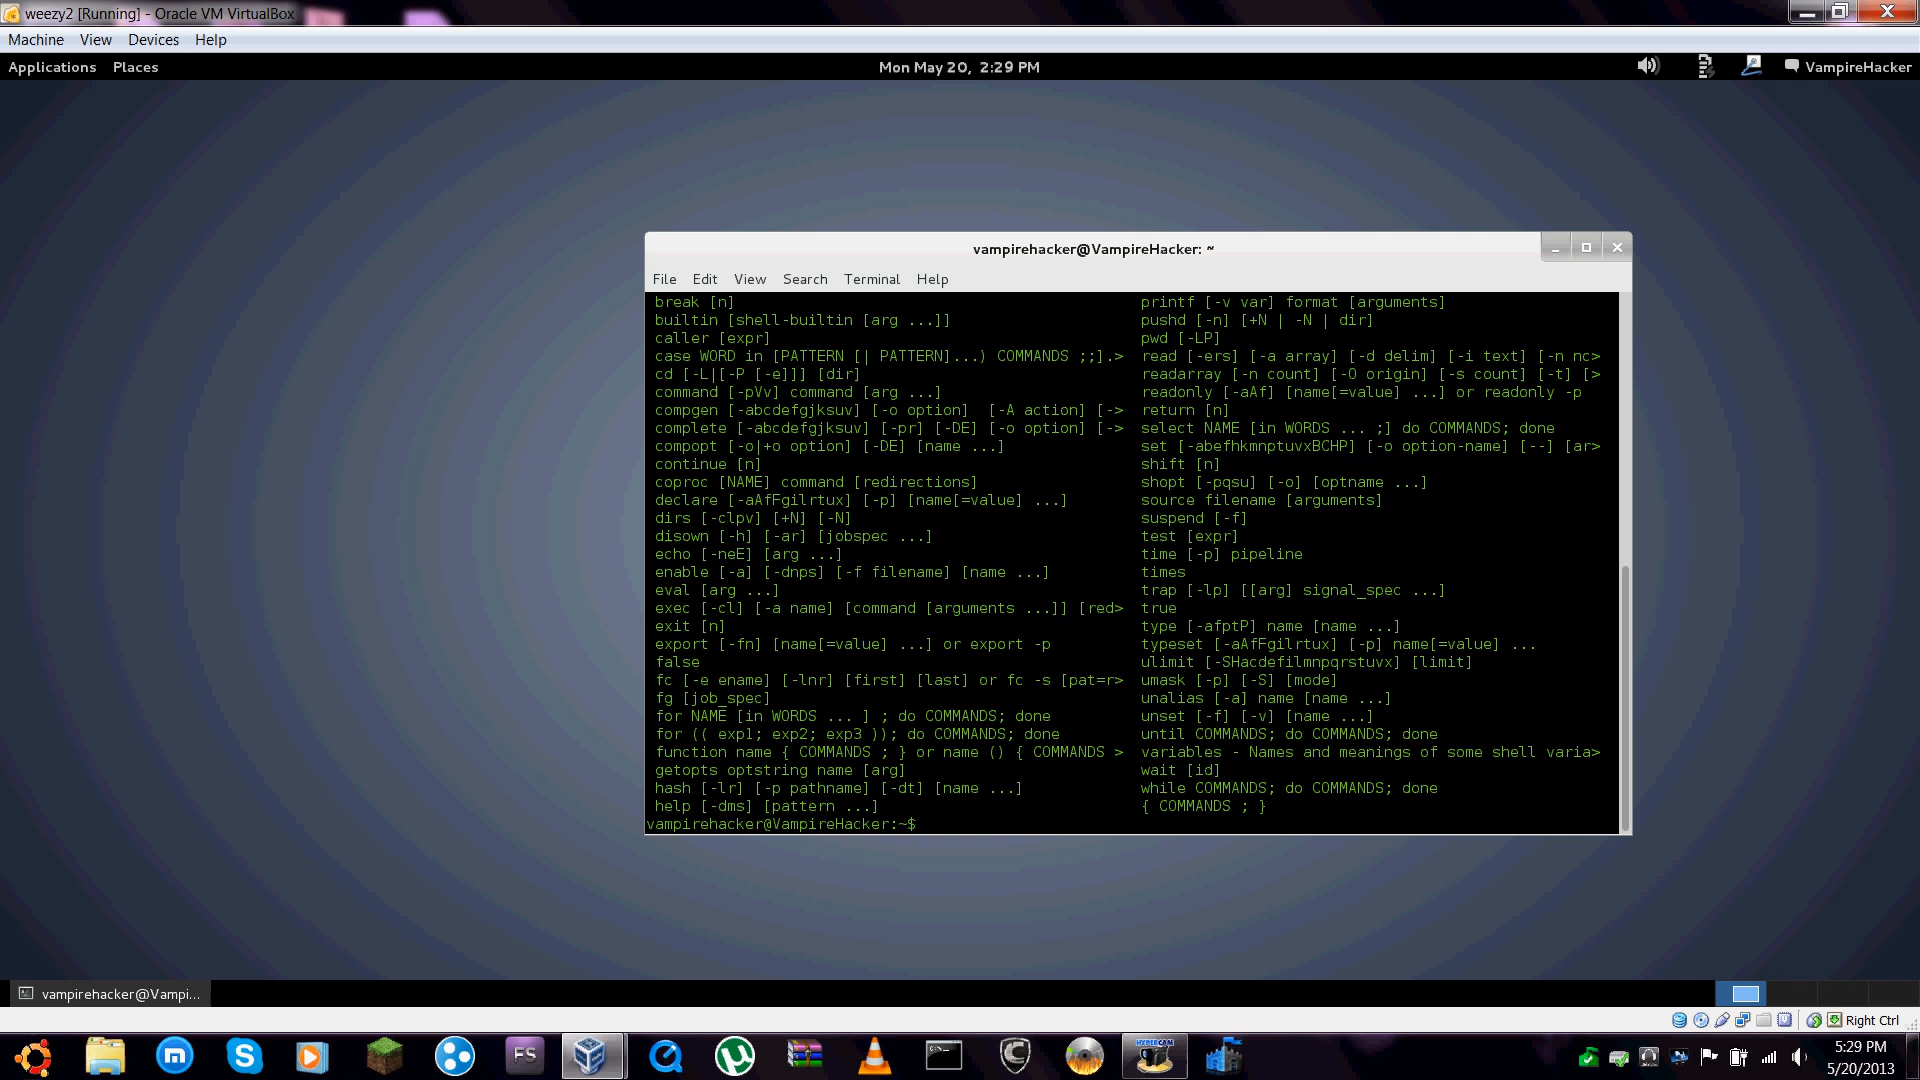 weezy2 [Running] - Oracle VM VirtualBox
Machine View Devices Help
Applications Places
Mon May 20, 2:29 PM
VampireHacker
vampirehacker@VampireHacker: ~
File Edit View Search Terminal Help
break [n]
builtin [shell-builtin [arg ...]]
caller [expr]
case WORD in [PATTERN [| PATTERN]...) COMMANDS ;;].>
cd [-L|[-P [-e]]] [dir]
command [-pVv] command [arg ...]
compgen [-abcdefgjksuv] [-o option]  [-A action] [->
complete [-abcdefgjksuv] [-pr] [-DE] [-o option] [->
compopt [-o|+o option] [-DE] [name ...]
continue [n]
coproc [NAME] command [redirections]
declare [-aAfFgilrtux] [-p] [name[=value] ...]
dirs [-clpv] [+N] [-N]
disown [-h] [-ar] [jobspec ...]
echo [-neE] [arg ...]
enable [-a] [-dnps] [-f filename] [name ...]
eval [arg ...]
exec [-cl] [-a name] [command [arguments ...]] [red>
exit [n]
export [-fn] [name[=value] ...] or export -p
false
fc [-e ename] [-lnr] [first] [last] or fc -s [pat=r>
fg [job_spec]
for NAME [in WORDS ... ] ; do COMMANDS; done
for (( exp1; exp2; exp3 )); do COMMANDS; done
function name { COMMANDS ; } or name () { COMMANDS >
getopts optstring name [arg]
hash [-lr] [-p pathname] [-dt] [name ...]
help [-dms] [pattern ...]
printf [-v var] format [arguments]
pushd [-n] [+N | -N | dir]
pwd [-LP]
read [-ers] [-a array] [-d delim] [-i text] [-n nc>
readarray [-n count] [-O origin] [-s count] [-t] [>
readonly [-aAf] [name[=value] ...] or readonly -p
return [n]
select NAME [in WORDS ... ;] do COMMANDS; done
set [-abefhkmnptuvxBCHP] [-o option-name] [--] [ar>
shift [n]
shopt [-pqsu] [-o] [optname ...]
source filename [arguments]
suspend [-f]
test [expr]
time [-p] pipeline
times
trap [-lp] [[arg] signal_spec ...]
true
type [-afptP] name [name ...]
typeset [-aAfFgilrtux] [-p] name[=value] ...
ulimit [-SHacdefilmnpqrstuvx] [limit]
umask [-p] [-S] [mode]
unalias [-a] name [name ...]
unset [-f] [-v] [name ...]
until COMMANDS; do COMMANDS; done
variables - Names and meanings of some shell varia>
wait [id]
while COMMANDS; do COMMANDS; done
{ COMMANDS ; }
vampirehacker@VampireHacker:~$
vampirehacker@Vampi...
Right Ctrl
FS
HYPERCAM
5:29 PM
5/20/2013